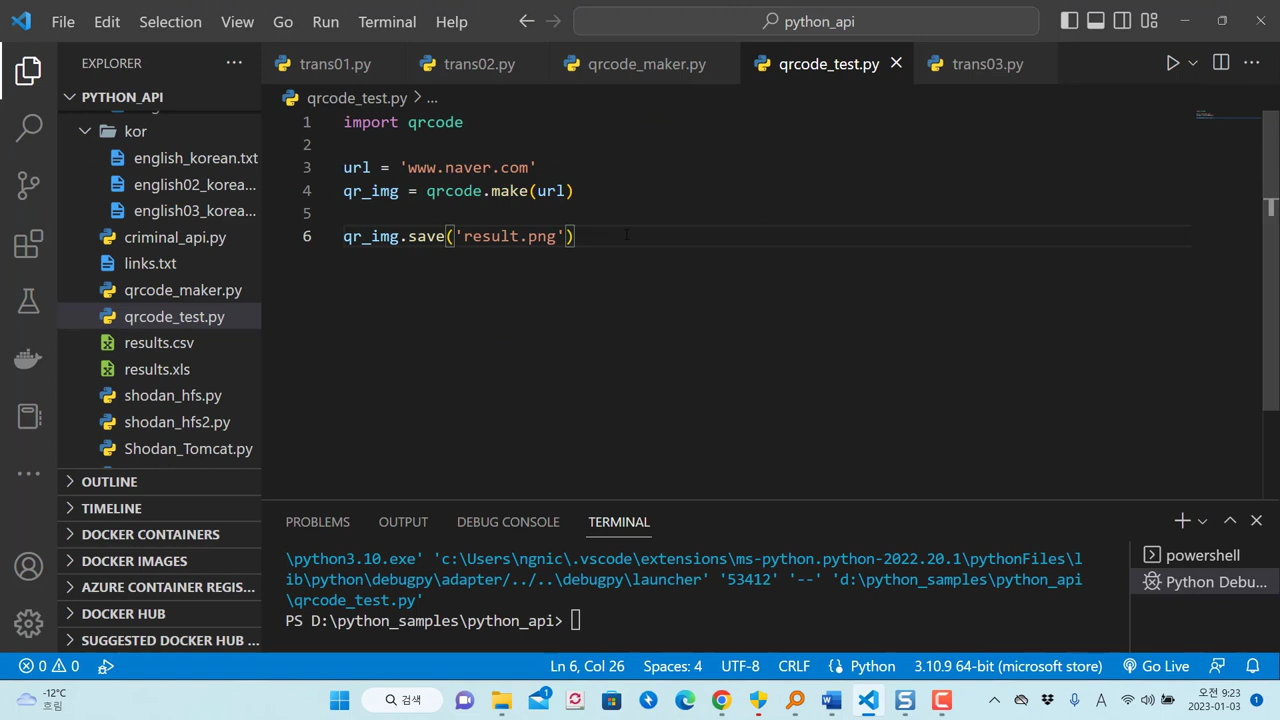 File Edit Selection View Go Run Terminal Help
python_api
EXPLORER
trans01.py trans02.py qrcode_maker.py qrcode_test.py trans03.py
PYTHON_API
kor
english_korean.txt
english02_korea...
english03_korea...
criminal_api.py
links.txt
qrcode_maker.py
qrcode_test.py
results.csv
results.xls
shodan_hfs.py
shodan_hfs2.py
Shodan_Tomcat.py
OUTLINE
TIMELINE
DOCKER CONTAINERS
DOCKER IMAGES
AZURE CONTAINER REGIS...
DOCKER HUB
SUGGESTED DOCKER HUB ...
qrcode_test.py > ...
1 import qrcode
2
3 url = 'www.naver.com'
4 qr_img = qrcode.make(url)
5
6 qr_img.save('result.png')
PROBLEMS OUTPUT DEBUG CONSOLE TERMINAL
\python3.10.exe' 'c:\Users\ngnic\.vscode\extensions\ms-python.python-2022.20.1\pythonFiles\l
ib\python\debugpy\adapter/../..\debugpy\launcher' '53412' '--' 'd:\python_samples\python_api
\qrcode_test.py'
PS D:\python_samples\python_api>
powershell
Python Debu...
0 0 Ln 6, Col 26 Spaces: 4 UTF-8 CRLF Python 3.10.9 64-bit (microsoft store) Go Live
-12°C
흐림
검색
1
A
오전 9:23
2023-01-03
1